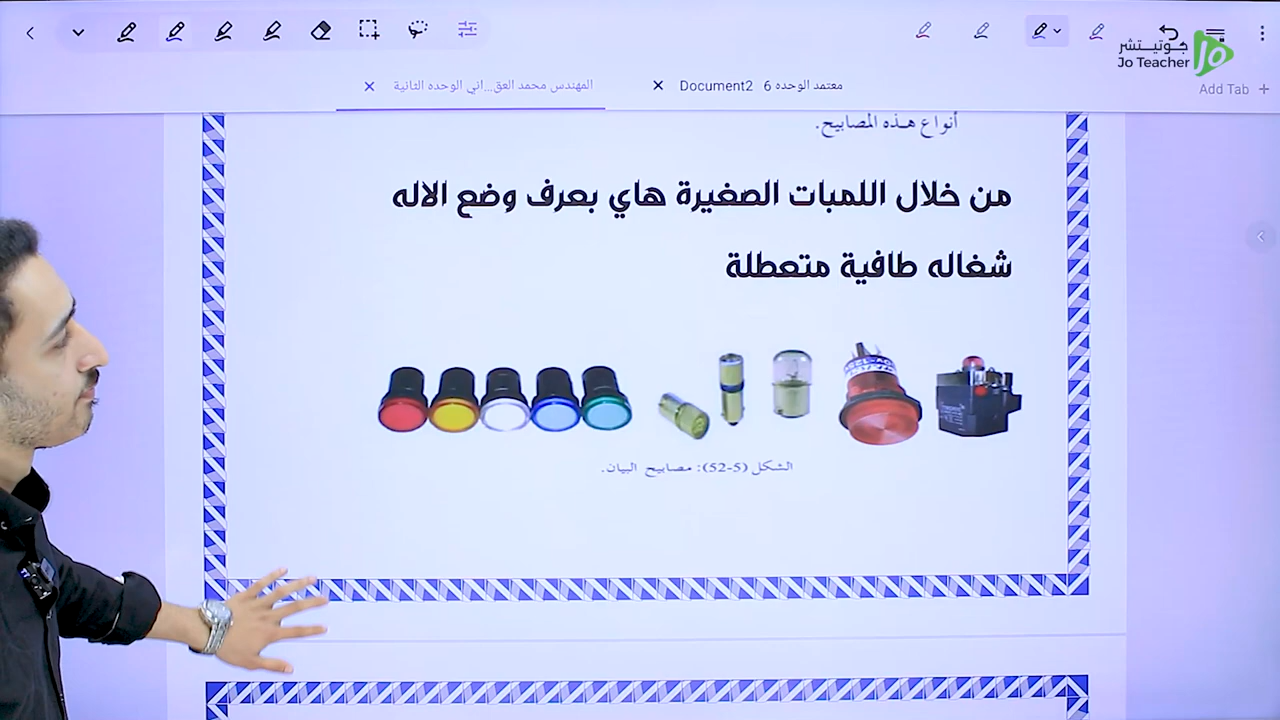 جوتيتشر
Jo Teacher
المهندس محمد العق...اني الوحده الثانية
Document2 معتمد الوحده 6
Add Tab
أنواع هذه المصابيح.
من خلال اللمبات الصغيرة هاي بعرف وضع الاله
شغاله طافية متعطلة
الشكل (5-52): مصابيح البيان.